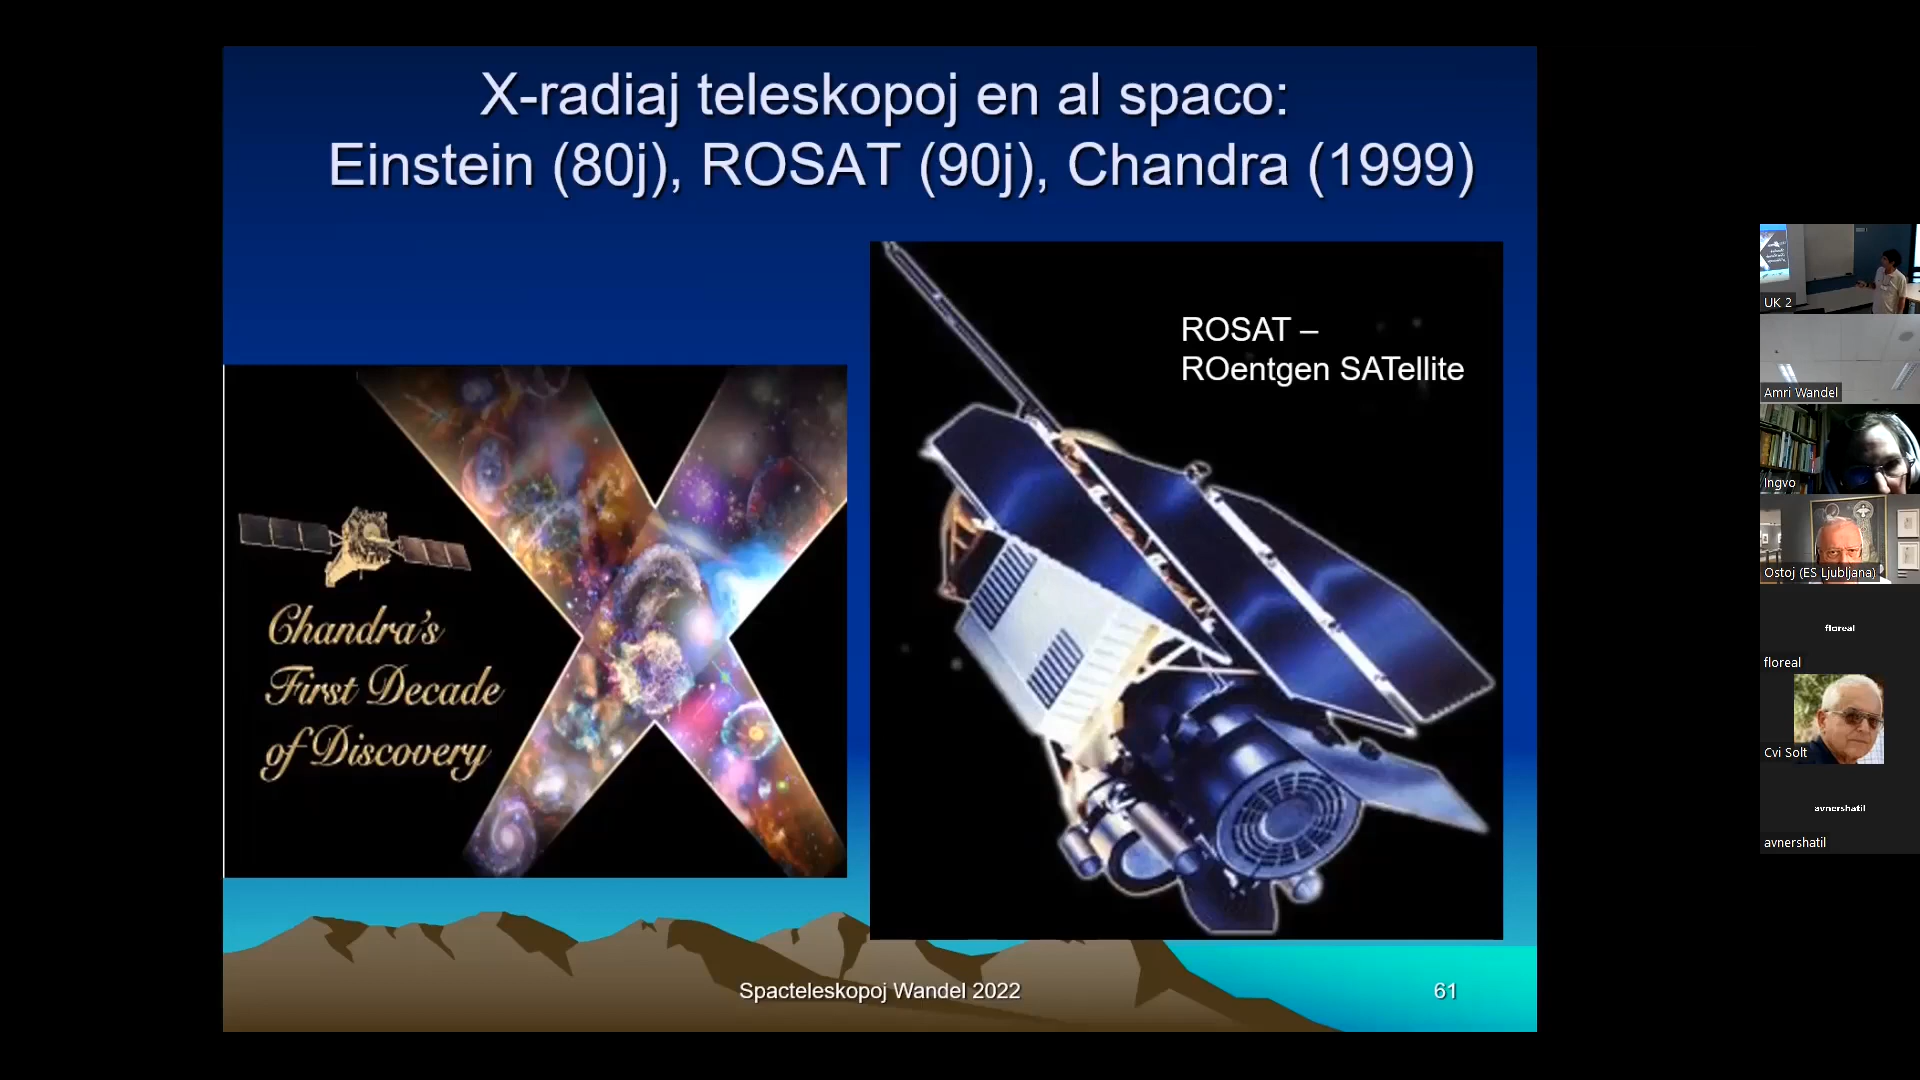 X-radiaj teleskopoj en al spaco:
Einstein (80j), ROSAT (90j), Chandra (1999)
ROSAT –
ROentgen SATellite
Chandra's
First Decade
of Discovery
Spacteleskopoj Wandel 2022
61
UK 2
Amri Wandel
Ingvo
Ostoj (ES Ljubljana)
floreal
floreal
Cvi Solt
avnershatil
avnershatil